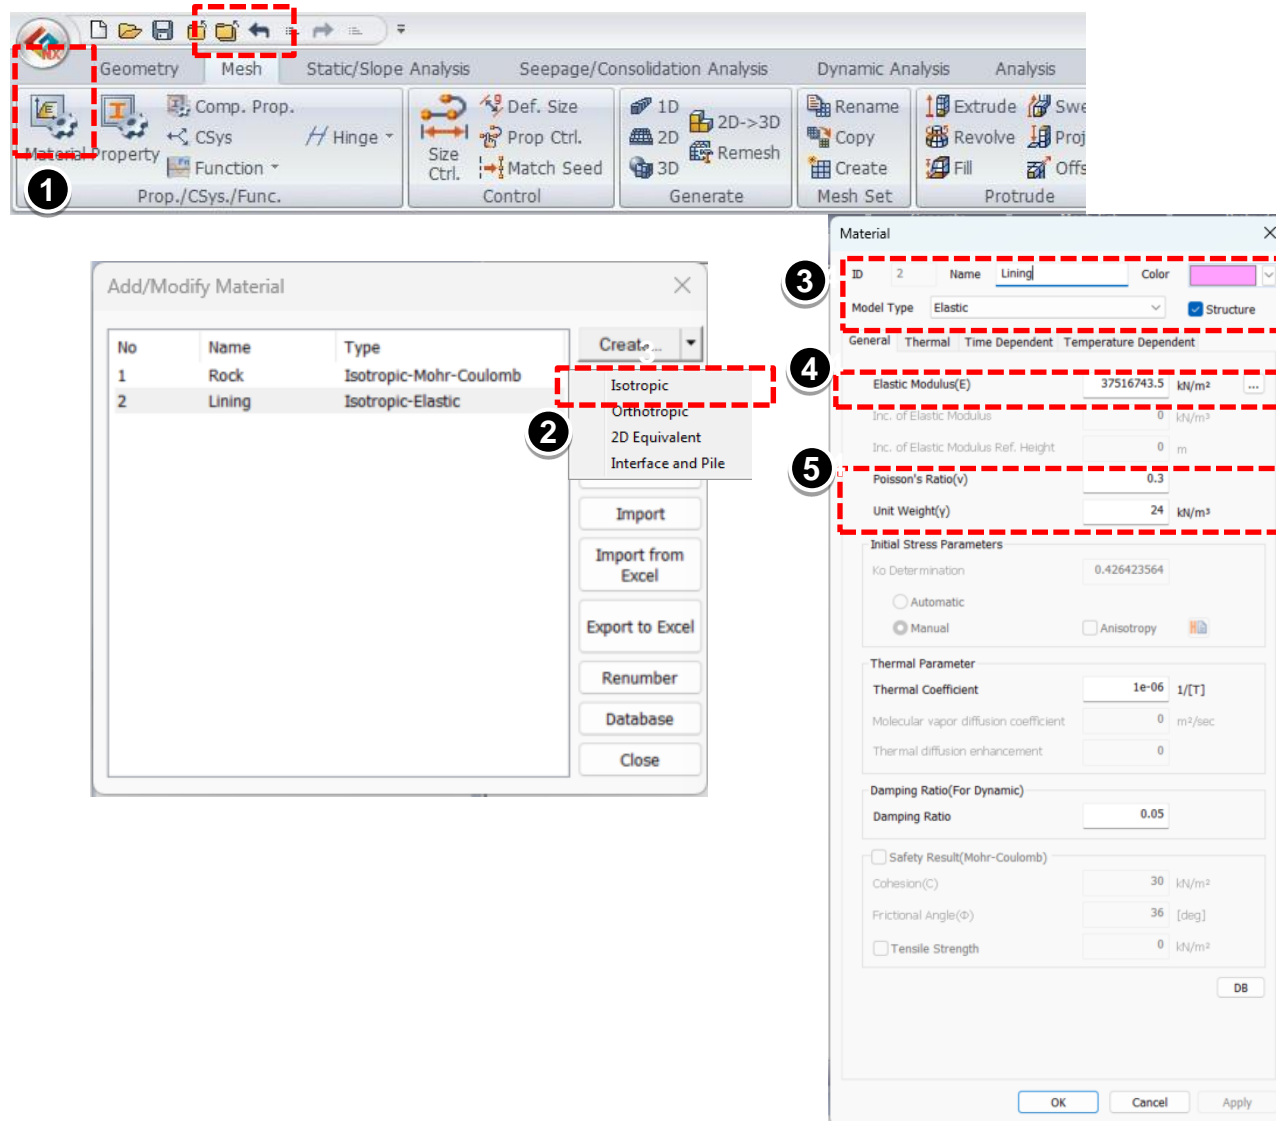 NX
Geometry Mesh Static/Slope Analysis Seepage/Consolidation Analysis Dynamic Analysis Analysis
Comp. Prop. Def. Size 1D Rename Extrude Swe
CSys Hinge Prop Ctrl. 2D 2D->3D Copy Revolve Proj
Material Property Function Size Ctrl. Match Seed 3D Remesh Create Fill Offs
1
Prop./CSys./Func. Control Generate Mesh Set Protrude
Add/Modify Material
No Name Type
1 Rock Isotropic-Mohr-Coulomb
2 Lining Isotropic-Elastic
Create...
2
Isotropic
Orthotropic
2D Equivalent
Interface and Pile
Import
Import from
Excel
Export to Excel
Renumber
Database
Close
Material
3
ID 2 Name Lining Color
Model Type Elastic Structure
General Thermal Time Dependent Temperature Dependent
4
Elastic Modulus(E) 37516743.5 kN/m² ...
Inc. of Elastic Modulus 0 kN/m³
Inc. of Elastic Modulus Ref. Height 0 m
5
Poisson's Ratio(ν) 0.3
Unit Weight(γ) 24 kN/m³
Initial Stress Parameters
Ko Determination 0.426423564
Automatic
Manual Anisotropy
Thermal Parameter
Thermal Coefficient 1e-06 1/[T]
Molecular vapor diffusion coefficient 0 m²/sec
Thermal diffusion enhancement 0
Damping Ratio(For Dynamic)
Damping Ratio 0.05
Safety Result(Mohr-Coulomb)
Cohesion(C) 30 kN/m²
Frictional Angle(Φ) 36 [deg]
Tensile Strength 0 kN/m²
DB
OK Cancel Apply